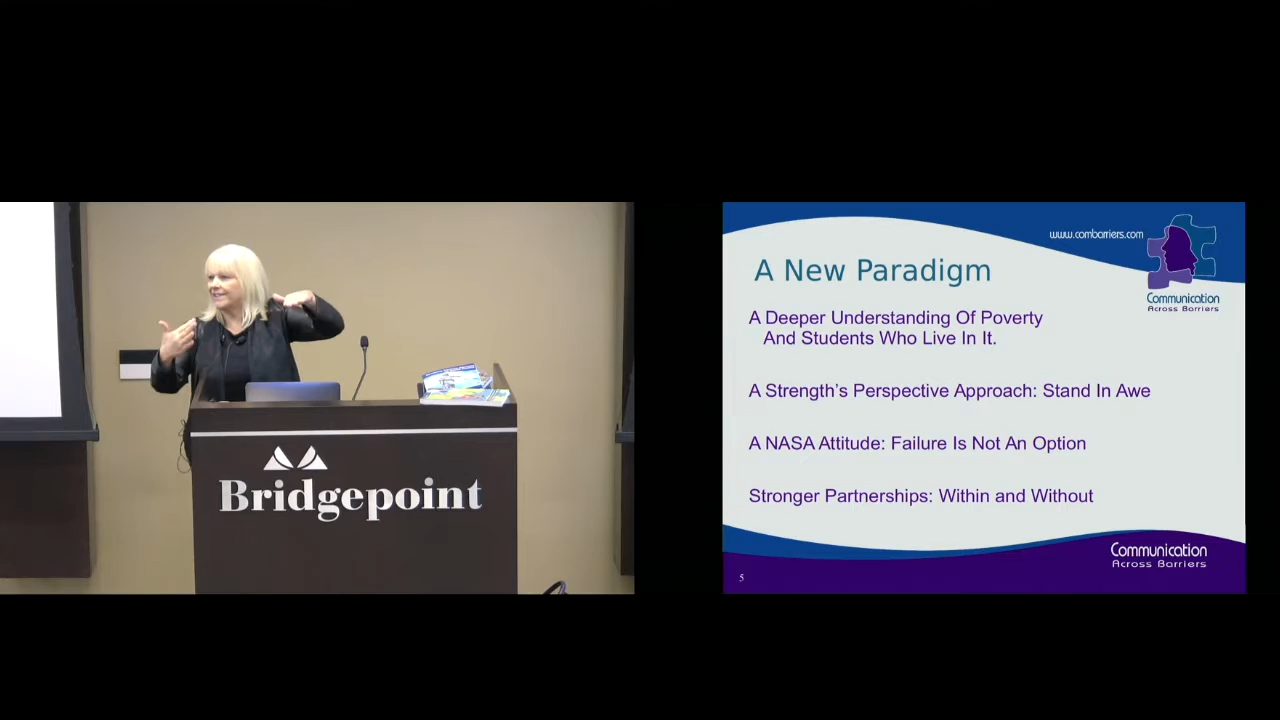 Bridgepoint
www.combarriers.com
Communication
Across Barriers
A New Paradigm
A Deeper Understanding Of Poverty
And Students Who Live In It.
A Strength's Perspective Approach: Stand In Awe
A NASA Attitude: Failure Is Not An Option
Stronger Partnerships: Within and Without
Communication
Across Barriers
5